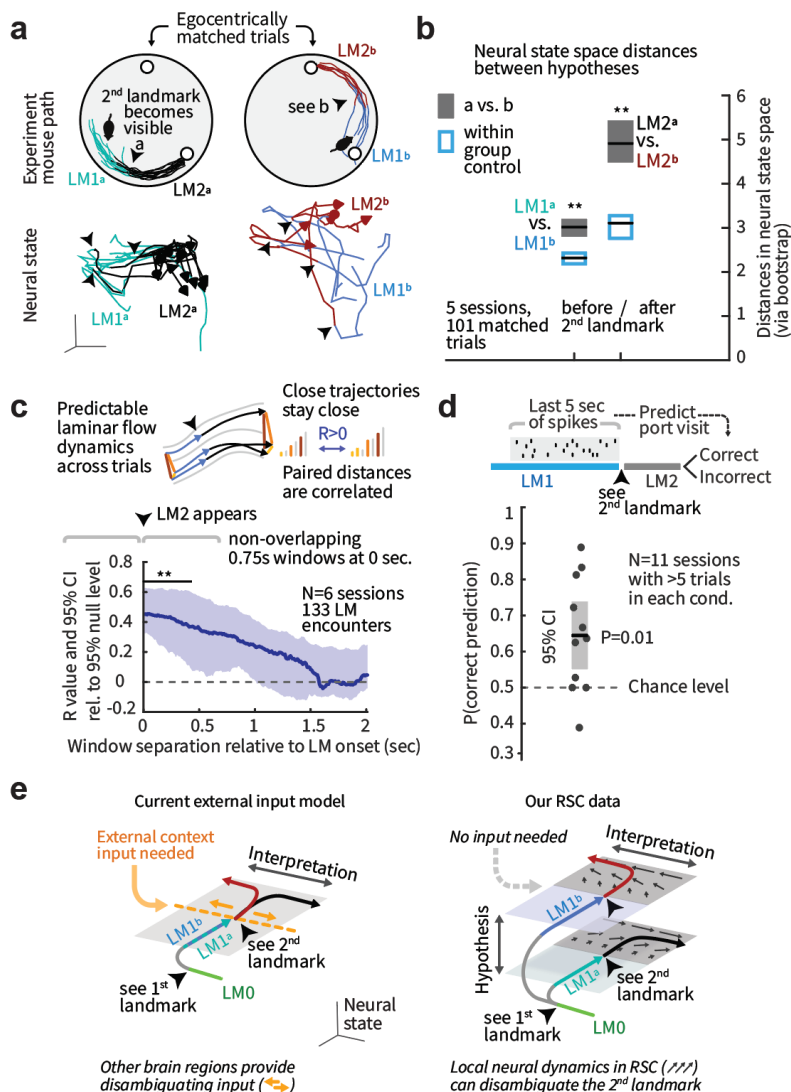 a
Egocentrically
matched trials
Experiment
mouse path
2nd landmark
becomes
visible
a
LM1a
LM2a
LM2b
see b
LM1b
Neural state
LM1a
LM2a
LM2b
LM1b
b
Neural state space distances
between hypotheses
a vs. b
within
group
control
**
LM2a
vs.
LM2b
**
LM1a
vs.
LM1b
5 sessions,
101 matched
trials
before / after
2nd landmark
6
5
4
3
2
1
0
Distances in neural state space
(via bootstrap)
c
Predictable
laminar flow
dynamics
across trials
Close trajectories
stay close
R>0
Paired distances
are correlated
LM2 appears
non-overlapping
0.75s windows at 0 sec.
**
N=6 sessions
133 LM
encounters
R value and 95% CI
rel. to 95% null level
0.8
0.6
0.4
0.2
0
-0.2
0
0.5
1
1.5
2
Window separation relative to LM onset (sec)
d
Last 5 sec
of spikes
Predict
port visit
LM1
LM2
Correct
Incorrect
see
2nd landmark
P(correct prediction)
1
0.9
0.8
0.7
0.6
0.5
0.4
0.3
95% CI
N=11 sessions
with >5 trials
in each cond.
P=0.01
Chance level
e
Current external input model
External context
input needed
Interpretation
LM1b
LM1a
see 2nd
landmark
see 1st
landmark
LM0
Neural
state
Other brain regions provide
disambiguating input ( )
Our RSC data
No input needed
Interpretation
Hypothesis
LM1b
LM1a
see 2nd
landmark
see 1st
landmark
LM0
Local neural dynamics in RSC ( )
can disambiguate the 2nd landmark